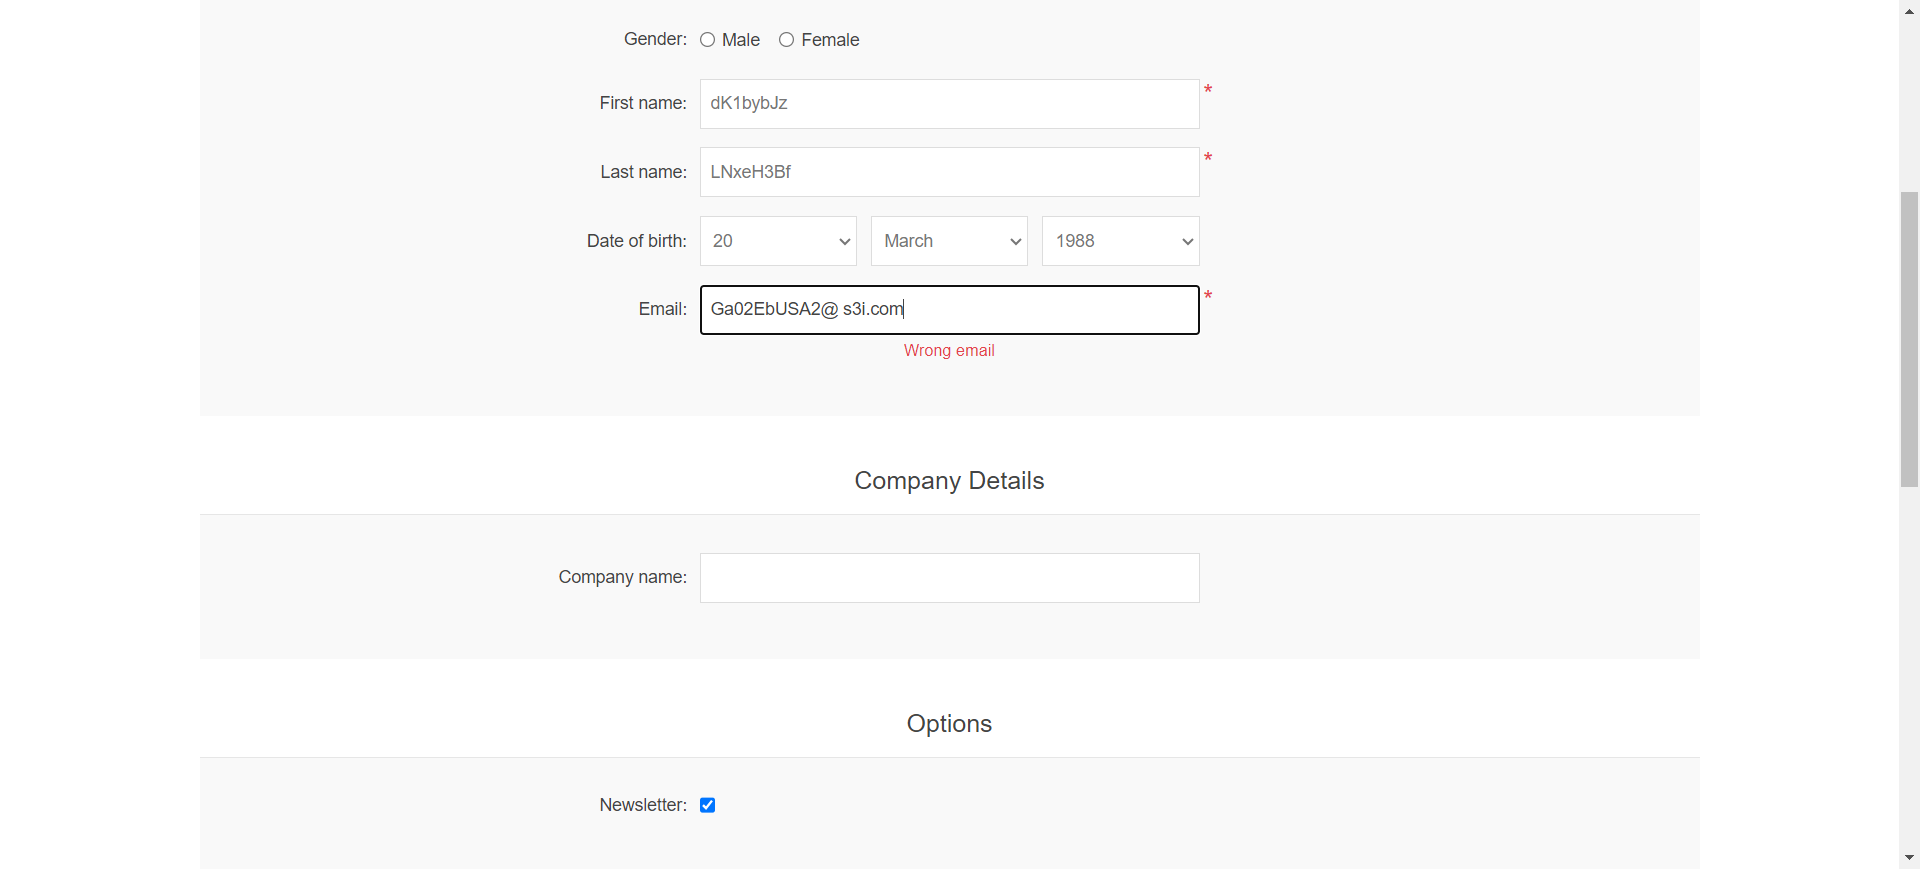 Gender: Male Female
First name: dK1bybJz *
Last name: LNxeH3Bf *
Date of birth: 20 March 1988
Email: Ga02EbUSA2@ s3i.com *
Wrong email
Company Details
Company name:
Options
Newsletter: